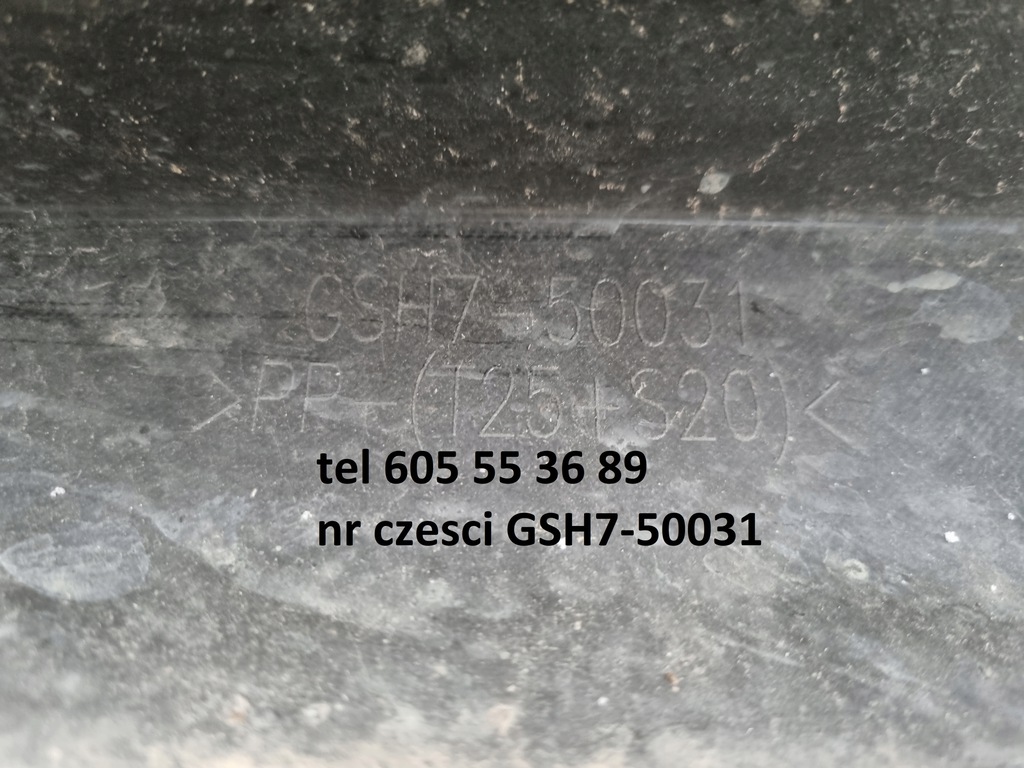 GSH7-50031
>PP-(T25+S20)<
tel 605 55 36 89
nr czesci GSH7-50031